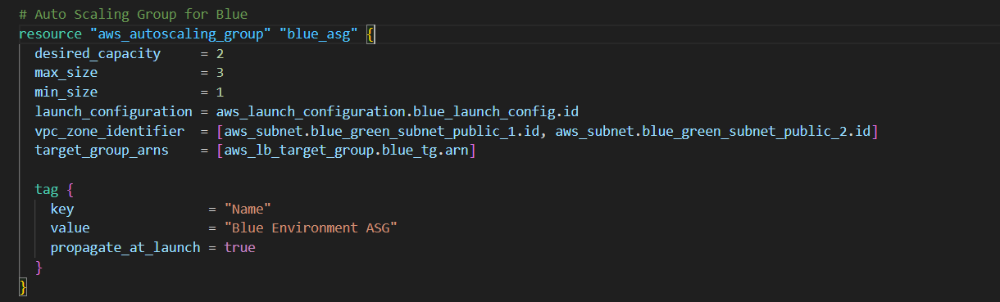 # Auto Scaling Group for Blue
resource "aws_autoscaling_group" "blue_asg" {
  desired_capacity     = 2
  max_size             = 3
  min_size             = 1
  launch_configuration = aws_launch_configuration.blue_launch_config.id
  vpc_zone_identifier  = [aws_subnet.blue_green_subnet_public_1.id, aws_subnet.blue_green_subnet_public_2.id]
  target_group_arns    = [aws_lb_target_group.blue_tg.arn]

  tag {
    key                 = "Name"
    value               = "Blue Environment ASG"
    propagate_at_launch = true
  }
}